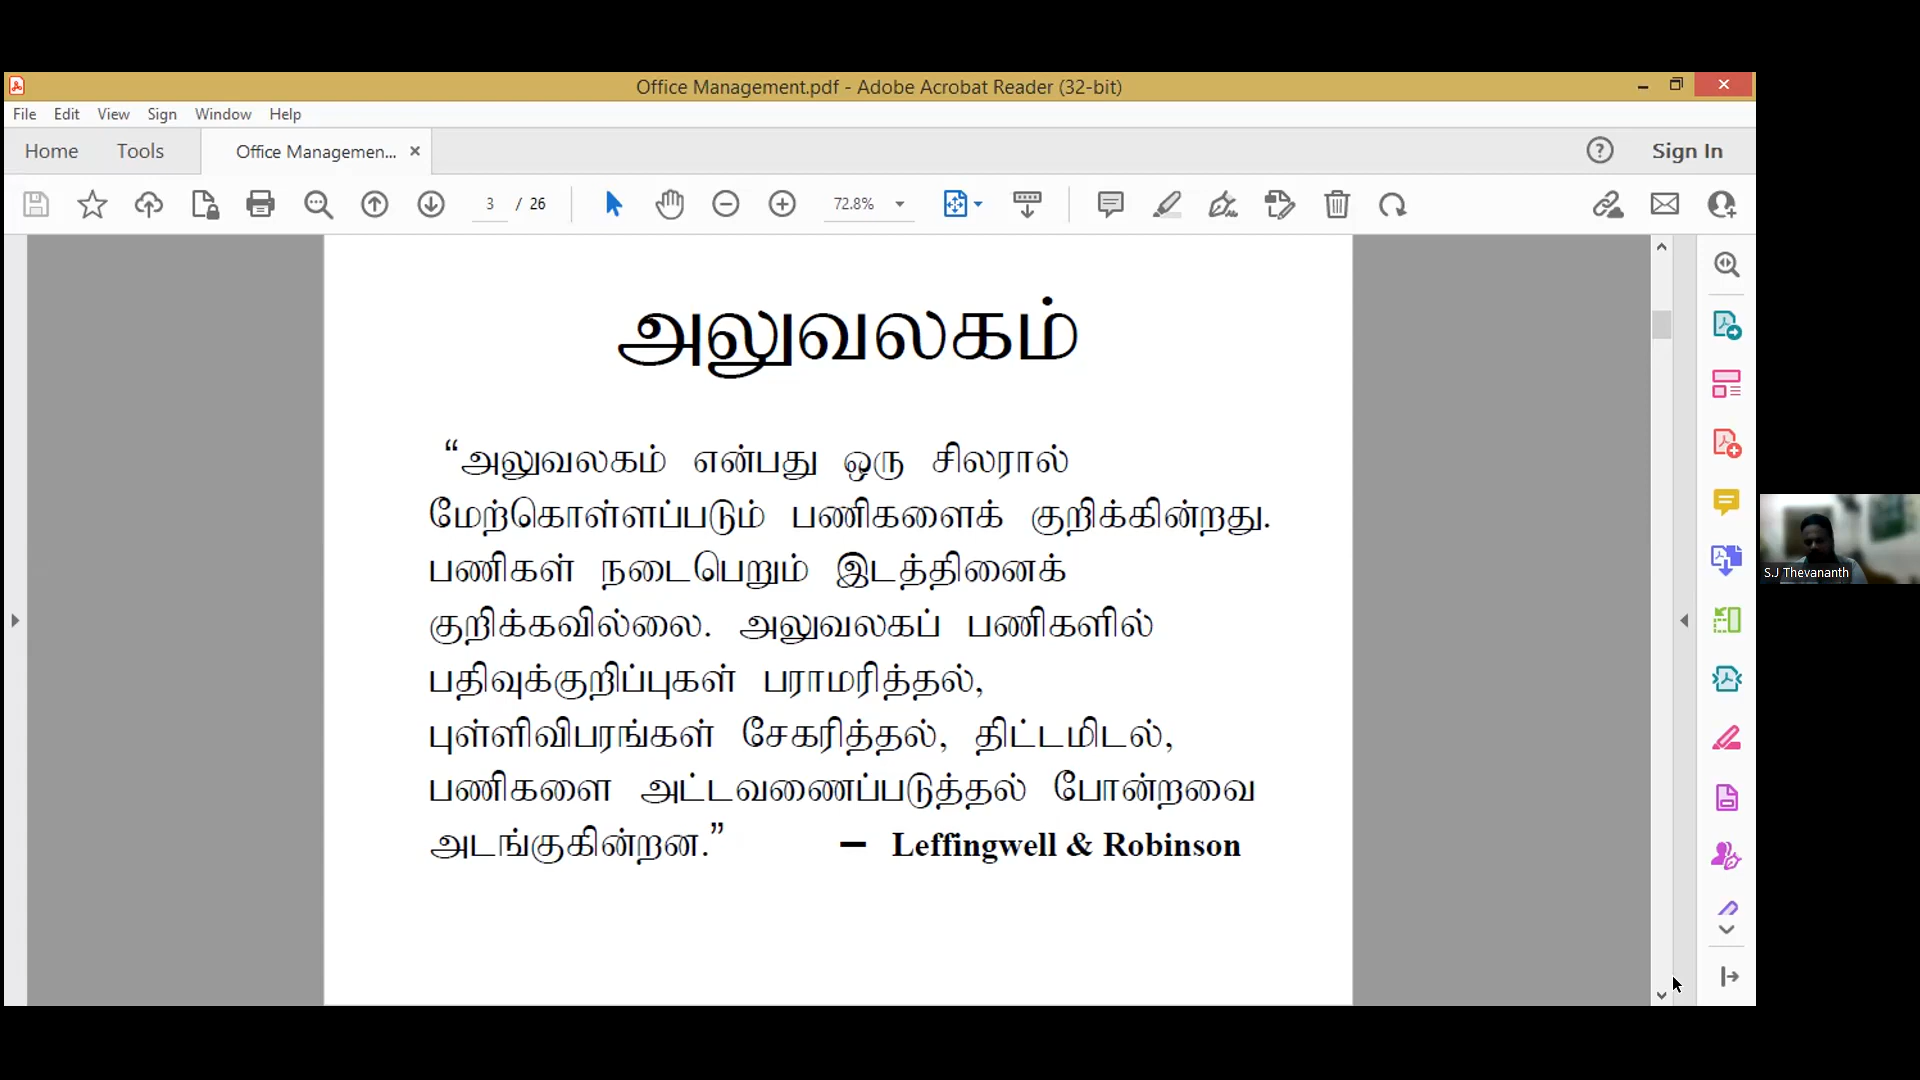 Office Management.pdf - Adobe Acrobat Reader (32-bit)
File Edit View Sign Window Help
Home Tools Office Managemen... Sign In
3 / 26 72.8%
அலுவலகம்
“அலுவலகம் என்பது ஒரு சிலரால்
மேற்கொள்ளப்படும் பணிகளைக் குறிக்கின்றது.
பணிகள் நடைபெறும் இடத்தினைக்
குறிக்கவில்லை. அலுவலகப் பணிகளில்
பதிவுக்குறிப்புகள் பராமரித்தல்,
புள்ளிவிபரங்கள் சேகரித்தல், திட்டமிடல்,
பணிகளை அட்டவணைப்படுத்தல் போன்றவை
அடங்குகின்றன.” – Leffingwell & Robinson
S.J Thevananth